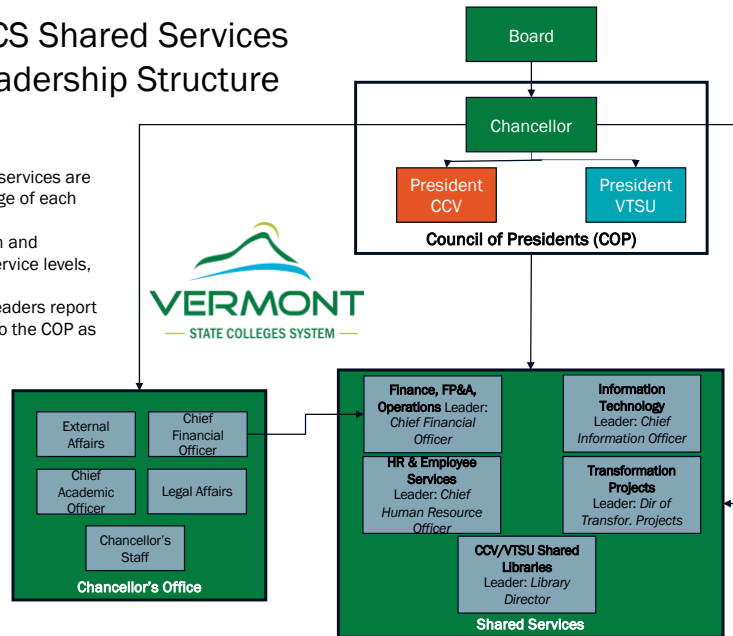 CS Shared Services
eadership Structure
services are
ge of each
n and
ervice levels,
eaders report
o the COP as
Board
Chancellor
President
CCV
President
VTSU
Council of Presidents (COP)
VERMONT
STATE COLLEGES SYSTEM
External
Affairs
Chief
Financial
Officer
Chief
Academic
Officer
Legal Affairs
Chancellor's
Staff
Chancellor's Office
Finance, FP&A,
Operations Leader:
Chief Financial
Officer
Information
Technology
Leader: Chief
Information Officer
HR & Employee
Services
Leader: Chief
Human Resource
Officer
Transformation
Projects
Leader: Dir of
Transfor. Projects
CCV/VTSU Shared
Libraries
Leader: Library
Director
Shared Services